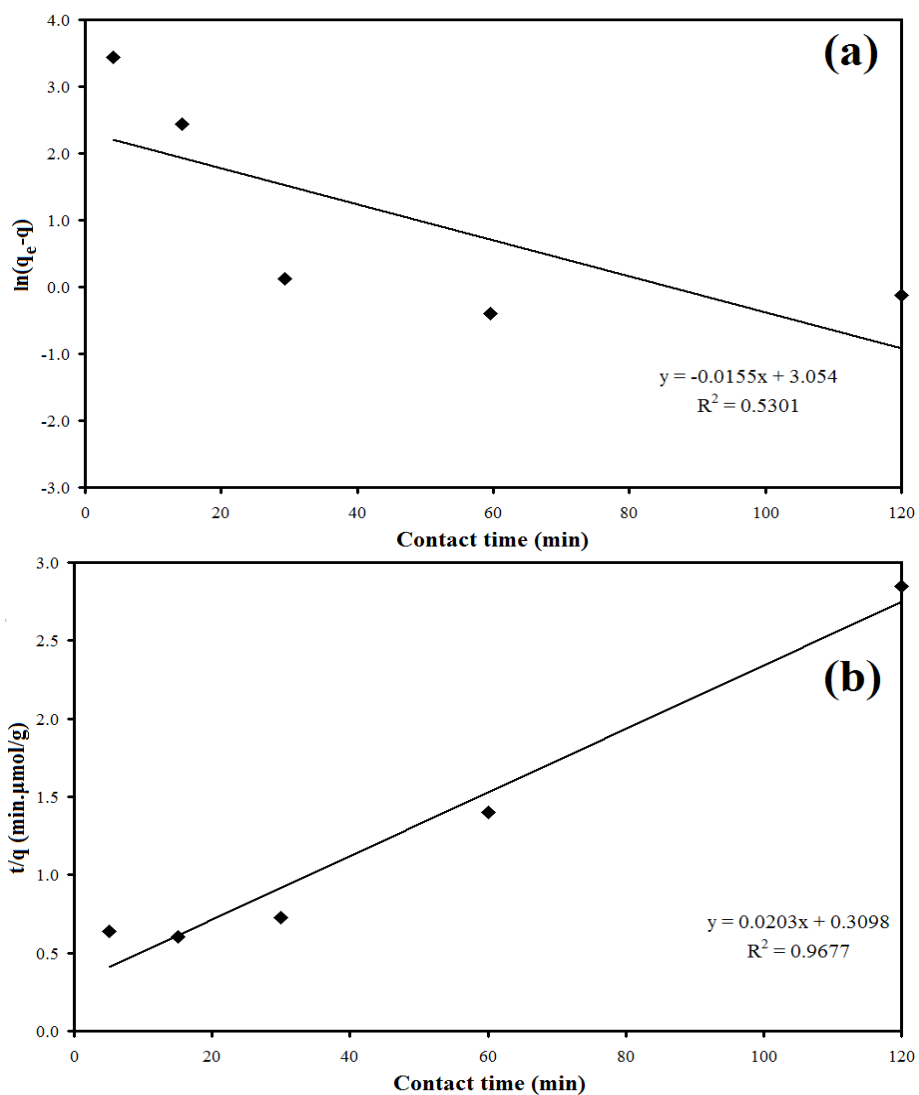 (a)
4.0
3.0
2.0
1.0
0.0
-1.0
-2.0
-3.0
ln(qe-q)
y = -0.0155x + 3.054
R² = 0.5301
0 20 40 60 80 100 120
Contact time (min)
3.0
2.5
2.0
1.5
1.0
0.5
0.0
t/q (min.µmol/g)
(b)
y = 0.0203x + 0.3098
R² = 0.9677
0 20 40 60 80 100 120
Contact time (min)